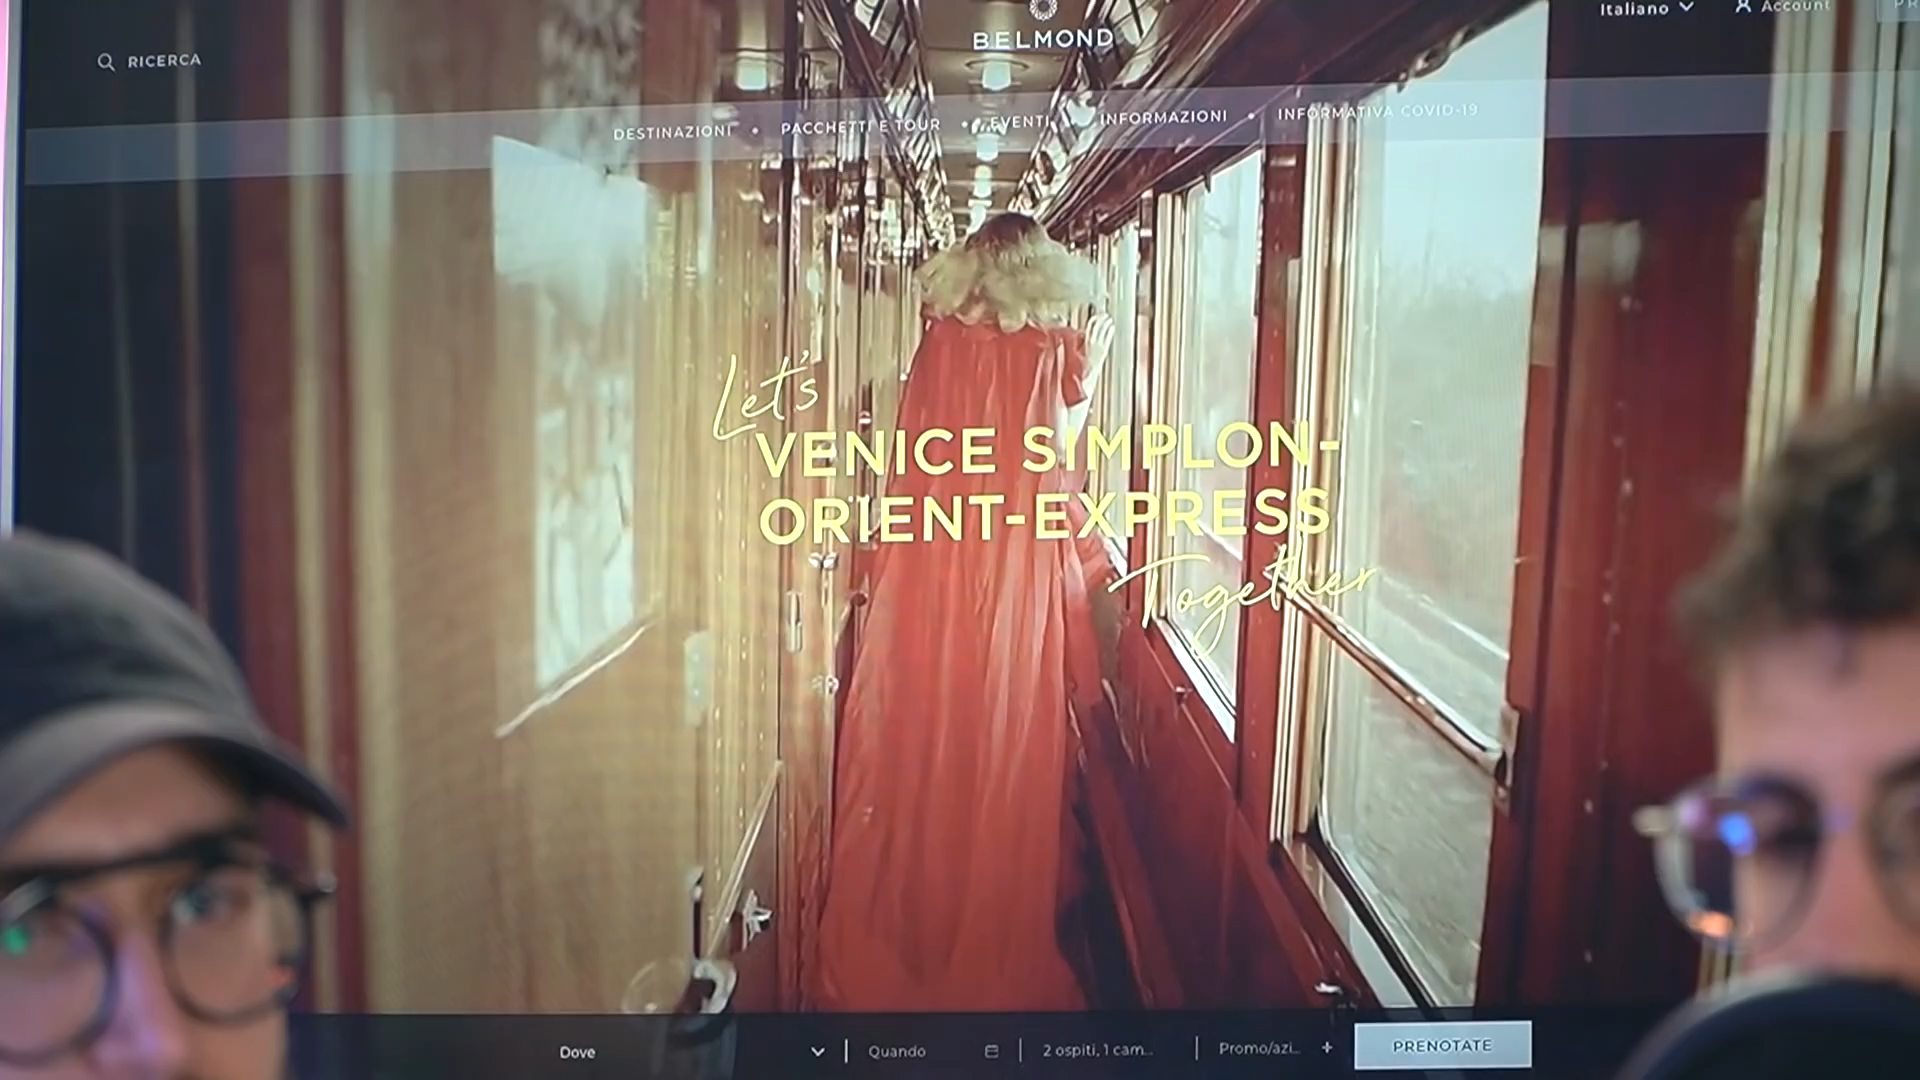 Italiano
Account
PR
BELMOND
RICERCA
DESTINAZIONI • PACCHETTI E TOUR • EVENTI • INFORMAZIONI • INFORMATIVA COVID-19
Let's
VENICE SIMPLON-
ORIENT-EXPRESS
Together
Dove
Quando
2 ospiti, 1 cam...
Promo/azi... +
PRENOTATE